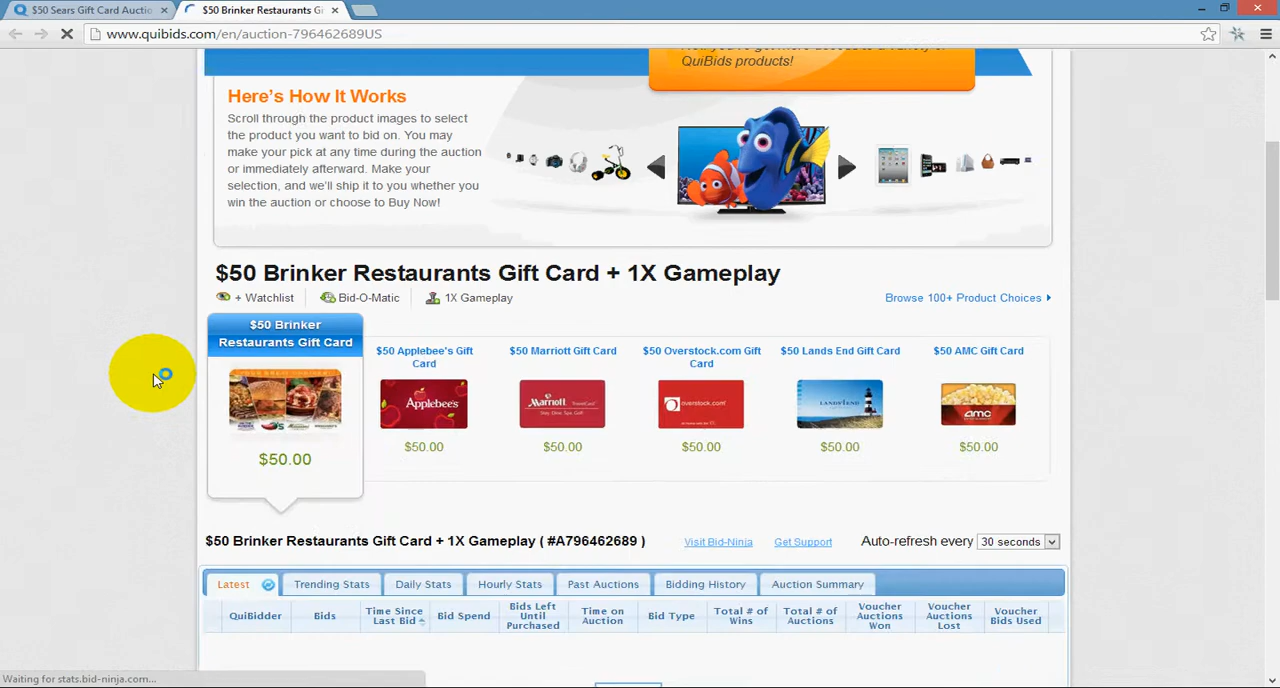 $50 Sears Gift Card Auctio
$50 Brinker Restaurants Gi
www.quibids.com/en/auction-796462689US
QuiBids products!
Here's How It Works
Scroll through the product images to select
the product you want to bid on. You may
make your pick at any time during the auction
or immediately afterward. Make your
selection, and we'll ship it to you whether you
win the auction or choose to Buy Now!
$50 Brinker Restaurants Gift Card + 1X Gameplay
+ Watchlist
Bid-O-Matic
1X Gameplay
Browse 100+ Product Choices
$50 Brinker
Restaurants Gift Card
$50.00
$50 Applebee's Gift
Card
Applebee's
$50.00
$50 Marriott Gift Card
Marriott
$50.00
$50 Overstock.com Gift
Card
overstock.com
$50.00
$50 Lands End Gift Card
LANDS' END
$50.00
$50 AMC Gift Card
amc
$50.00
$50 Brinker Restaurants Gift Card + 1X Gameplay ( #A796462689 )
Visit Bid-Ninja
Get Support
Auto-refresh every
30 seconds
Latest
Trending Stats
Daily Stats
Hourly Stats
Past Auctions
Bidding History
Auction Summary
QuiBidder
Bids
Time Since
Last Bid
Bid Spend
Bids Left
Until
Purchased
Time on
Auction
Bid Type
Total # of
Wins
Total # of
Auctions
Voucher
Auctions
Won
Voucher
Auctions
Lost
Voucher
Bids Used
Waiting for stats.bid-ninja.com...